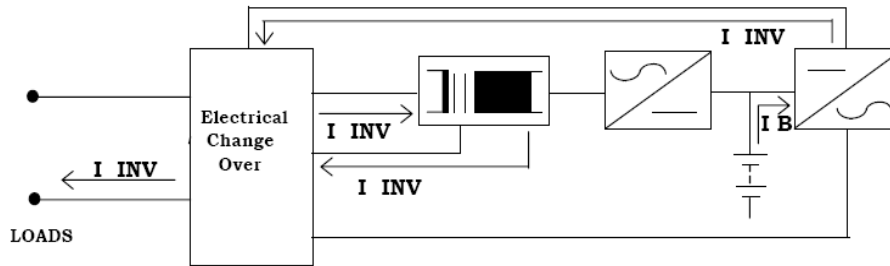 I INV
Electrical
Change
Over
I INV
I B
I INV
I INV
LOADS